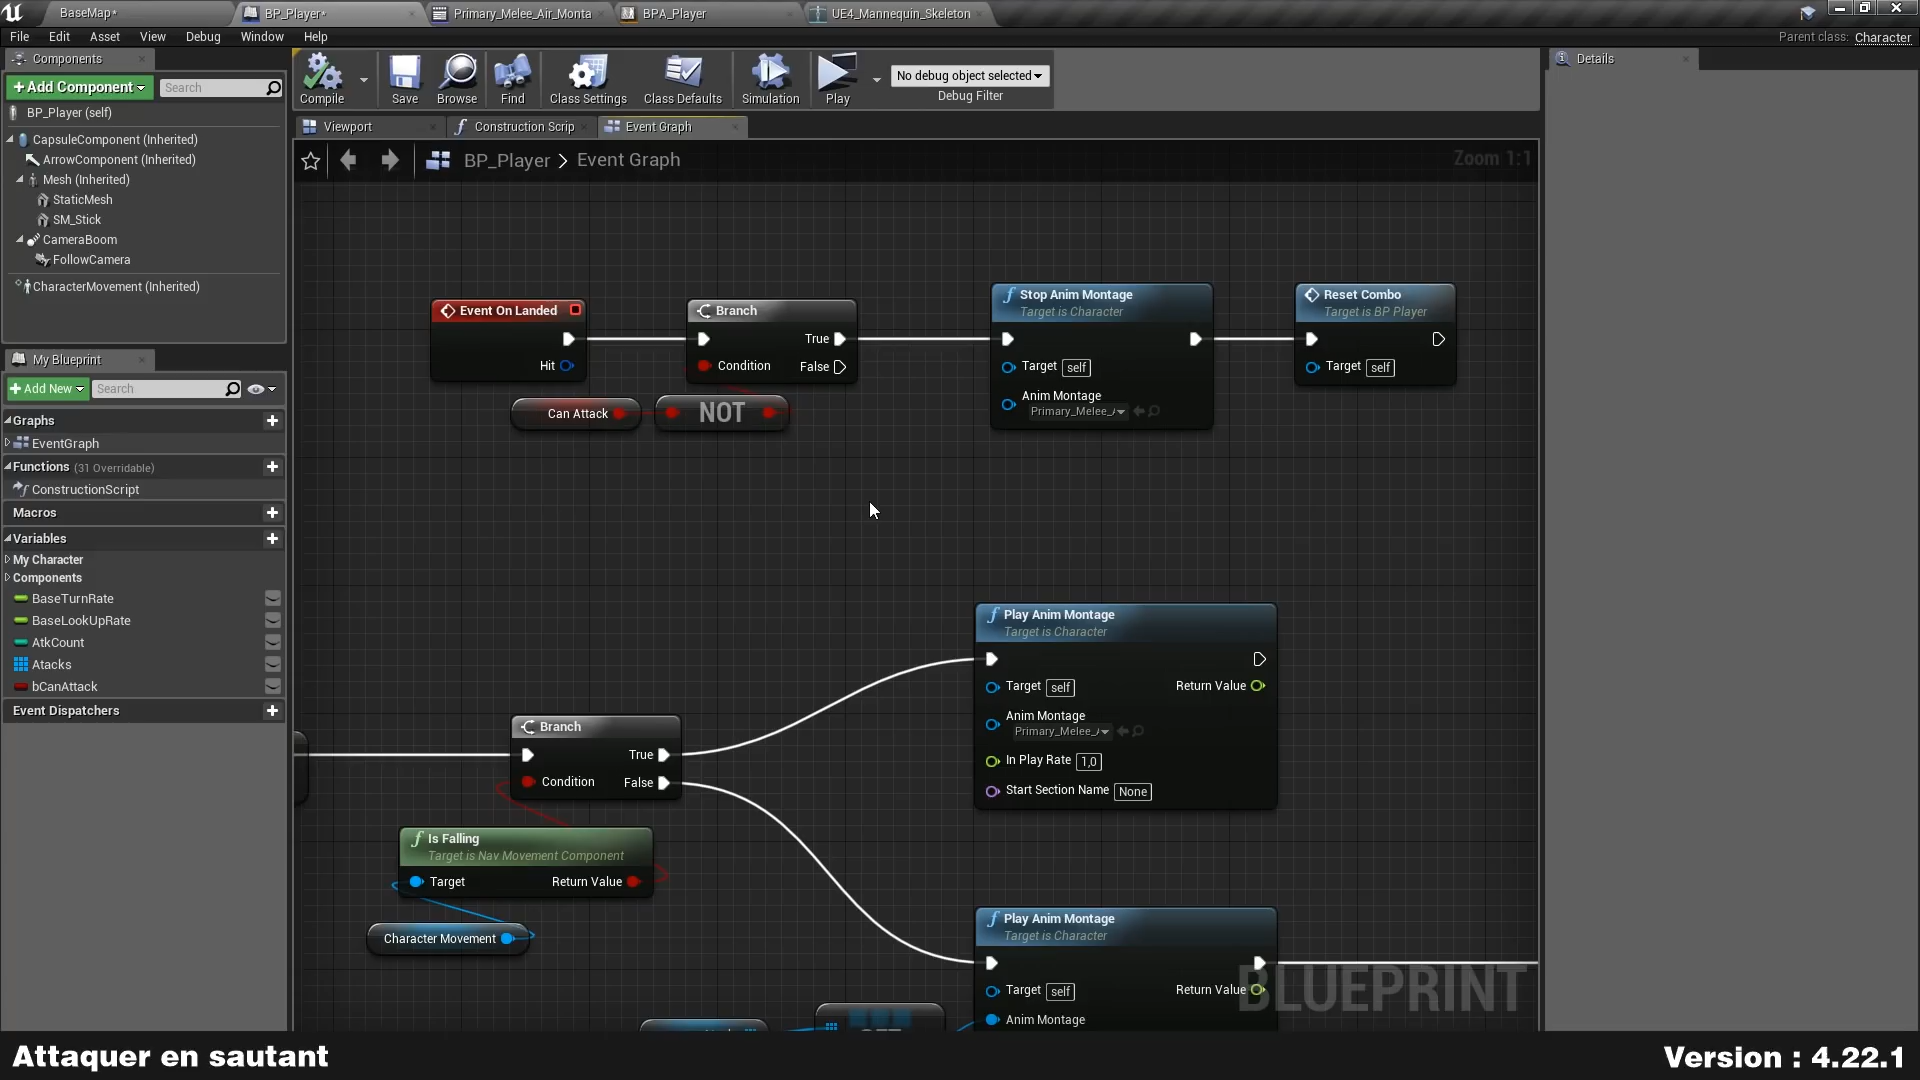 BaseMap*
BP_Player*
Primary_Melee_Air_Monta
BPA_Player
UE4_Mannequin_Skeleton
File
Edit
Asset
View
Debug
Window
Help
Parent class: Character
Components
+Add Component
Search
BP_Player (self)
CapsuleComponent (Inherited)
ArrowComponent (Inherited)
Mesh (Inherited)
StaticMesh
SM_Stick
CameraBoom
FollowCamera
CharacterMovement (Inherited)
My Blueprint
+Add New
Search
Graphs
EventGraph
Functions (31 Overridable)
ConstructionScript
Macros
Variables
My Character
Components
BaseTurnRate
BaseLookUpRate
AtkCount
Atacks
bCanAttack
Event Dispatchers
Compile
Save
Browse
Find
Class Settings
Class Defaults
Simulation
Play
No debug object selected
Debug Filter
Viewport
Construction Scrip
Event Graph
BP_Player > Event Graph
Zoom 1:1
Event On Landed
Hit
Can Attack
NOT
Branch
True
Condition
False
Stop Anim Montage
Target is Character
Target self
Anim Montage
Primary_Melee_
Reset Combo
Target is BP Player
Target self
Branch
True
Condition
False
Is Falling
Target is Nav Movement Component
Target
Return Value
Character Movement
Play Anim Montage
Target is Character
Target self
Return Value
Anim Montage
Primary_Melee_
In Play Rate 1,0
Start Section Name None
Play Anim Montage
Target is Character
Target self
Return Value
Anim Montage
BLUEPRINT
Details
Attaquer en sautant
Version : 4.22.1